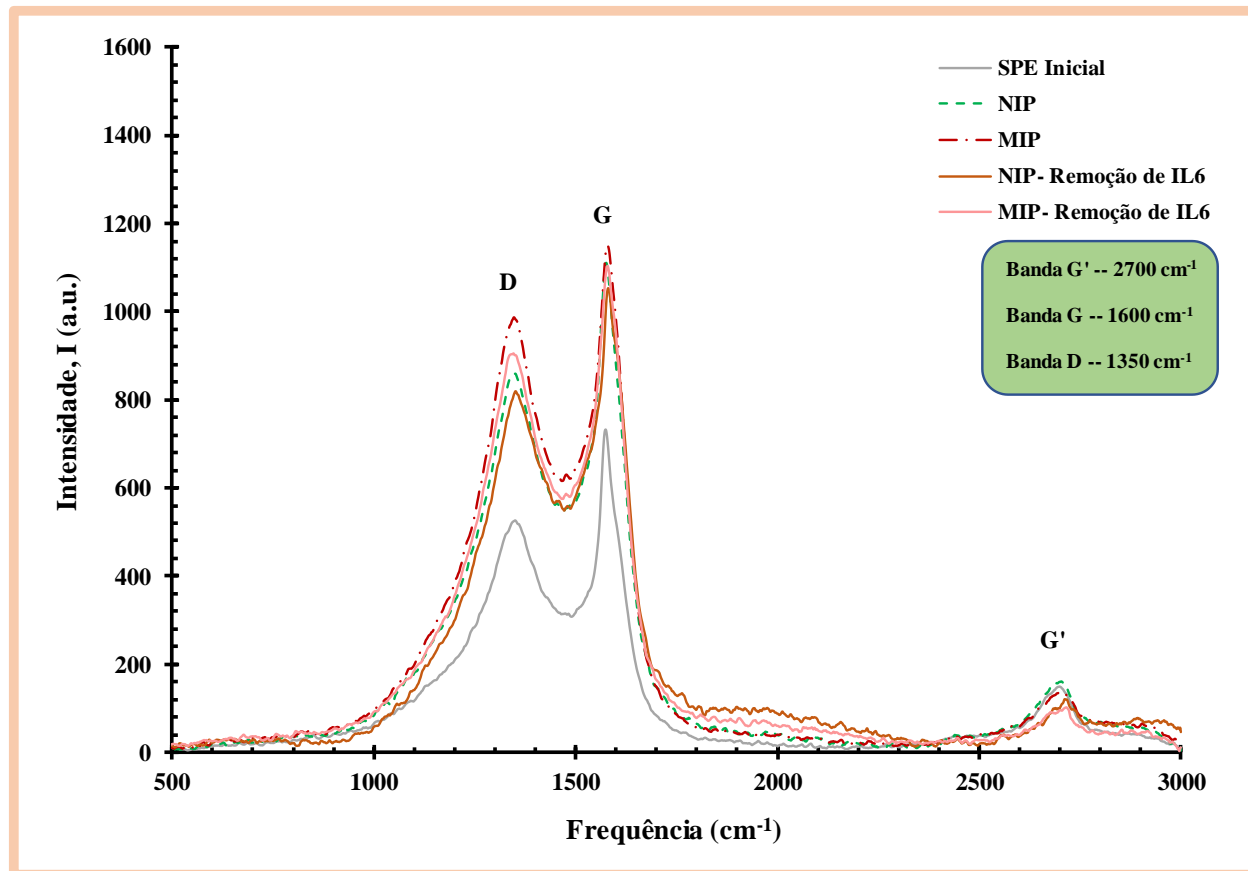 1600
1400
1200
1000
800
600
400
200
0
500
1000
1500
2000
2500
3000
Intensidade, I (a.u.)
Frequência (cm⁻¹)
D
G
G'
SPE Inicial
NIP
MIP
NIP- Remoção de IL6
MIP- Remoção de IL6
Banda G' -- 2700 cm⁻¹
Banda G -- 1600 cm⁻¹
Banda D -- 1350 cm⁻¹